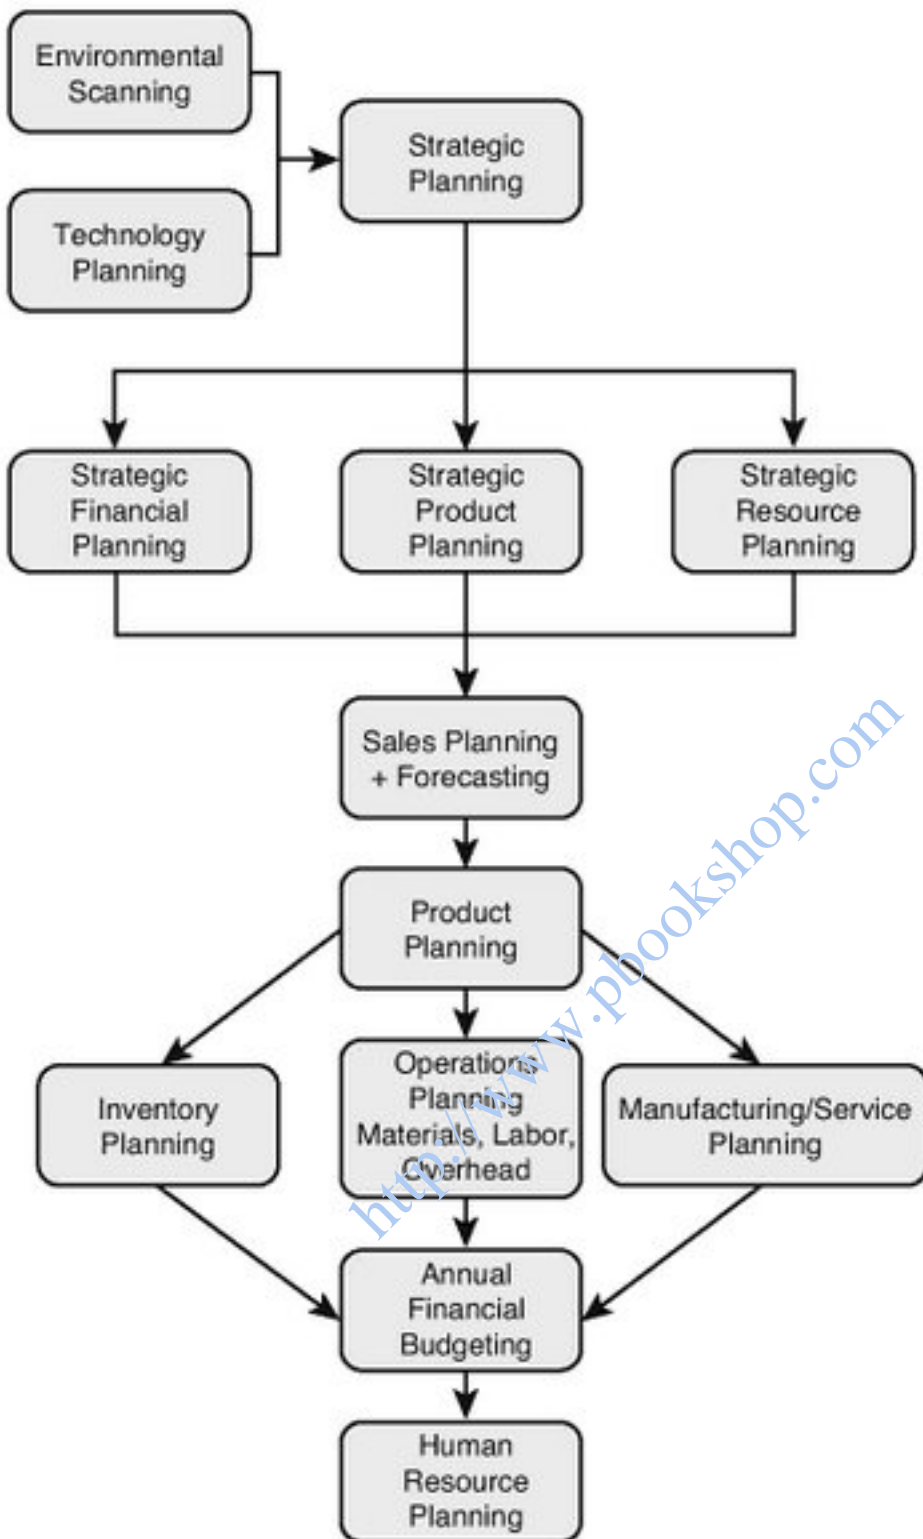 Environmental
Scanning
Strategic
Planning
Technology
Planning
Strategic
Financial
Planning
Strategic
Product
Planning
Strategic
Resource
Planning
Sales Planning
+ Forecasting
Product
Planning
Inventory
Planning
Operations
Planning
Materials, Labor,
Overhead
Manufacturing/Service
Planning
Annual
Financial
Budgeting
Human
Resource
Planning
http://www.pbookshop.com